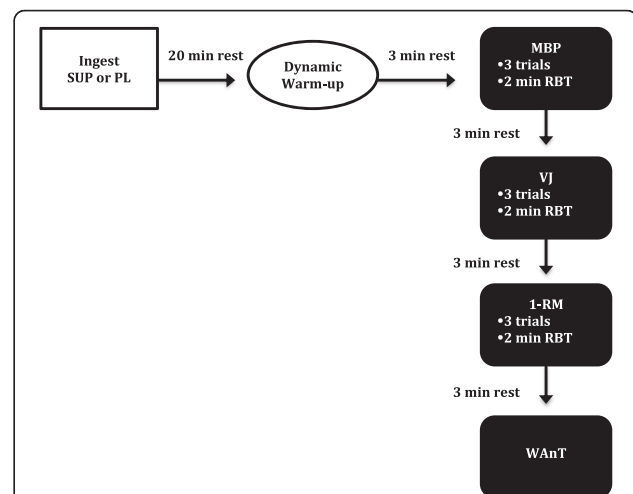 Ingest
SUP or PL
20 min rest
Dynamic
Warm-up
3 min rest
MBP
•3 trials
•2 min RBT
3 min rest
VJ
•3 trials
•2 min RBT
3 min rest
1-RM
•3 trials
•2 min RBT
3 min rest
WAnT